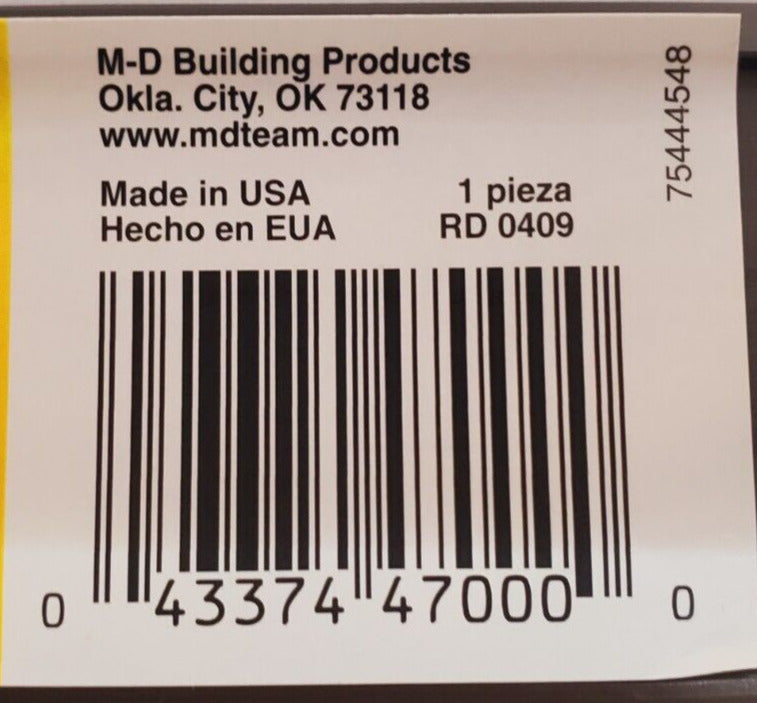 M-D Building Products
Okla. City, OK 73118
www.mdteam.com
75444548
Made in USA
1 pieza
Hecho en EUA
RD 0409
0 43374 47000 0